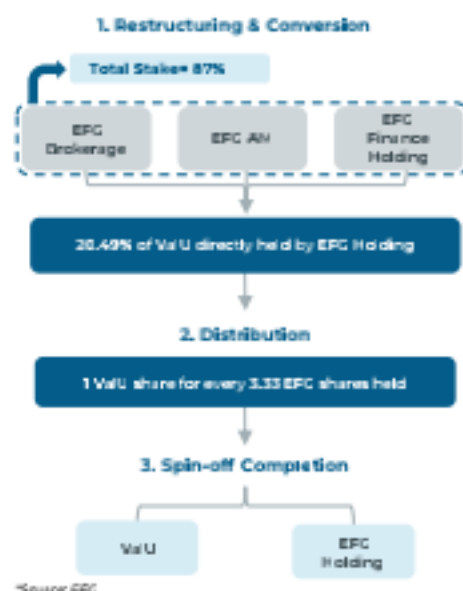 1. Restructuring & Conversion
Total Stake= 87%
EFG
Brokerage
EFG AM
EFG
Finance
Holding
20.49% of ValU directly held by EFG Holding
2. Distribution
1 ValU share for every 3.33 EFG shares held
3. Spin-off Completion
ValU
EFG
Holding
*Source: EFG